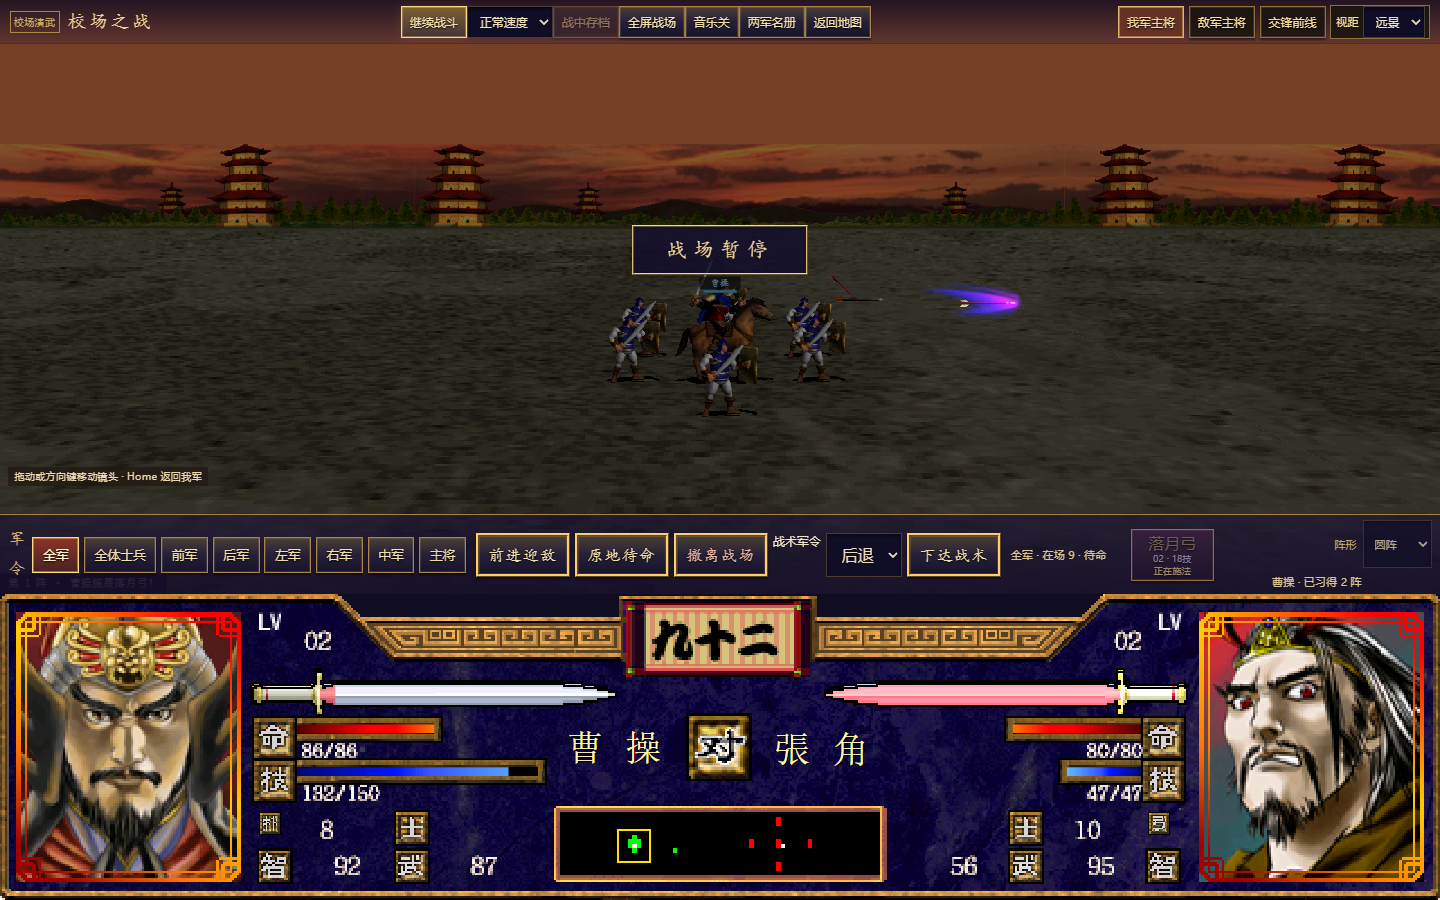 校场演武 校场之战 继续战斗 正常速度 战中存档 全屏战场 音乐关 两军名册 返回地图 我军主将 敌军主将 交锋前线 视距 远景
战场暂停
曹操
拖动或方向键移动镜头 · Home 返回我军
军令 全军 全体士兵 前军 后军 左军 右军 中军 主将 前进迎敌 原地待命 撤离战场 战术军令 后退 下达战术 全军 · 在场 9 · 待命
落月弓
02 · 18技
正在施法
阵形 圆阵
曹操 · 已习得 2 阵
LV 02
九十二
LV 02
命 86/86
技 132/150
曹操 对 張角
命 80/80
技 47/47
8 士
智 92 武 87
士 10
56 武 95 智